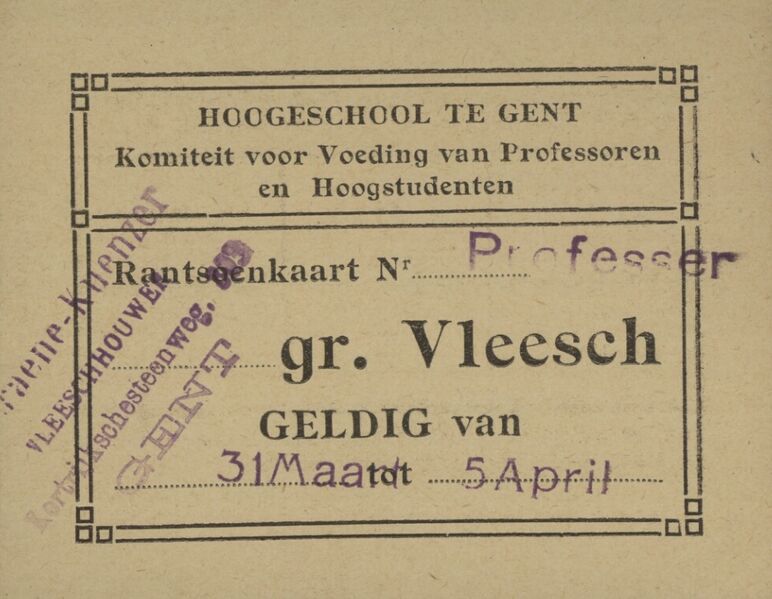 HOOGESCHOOL TE GENT
Komiteit voor Voeding van Professoren
en Hoogstudenten
Rantsoenkaart Nr Professer
gr. Vleesch
GELDIG van
31 Maart tot 5 April
VLEESCHHOUWER
Kortrijkschesteenweg,
GENT